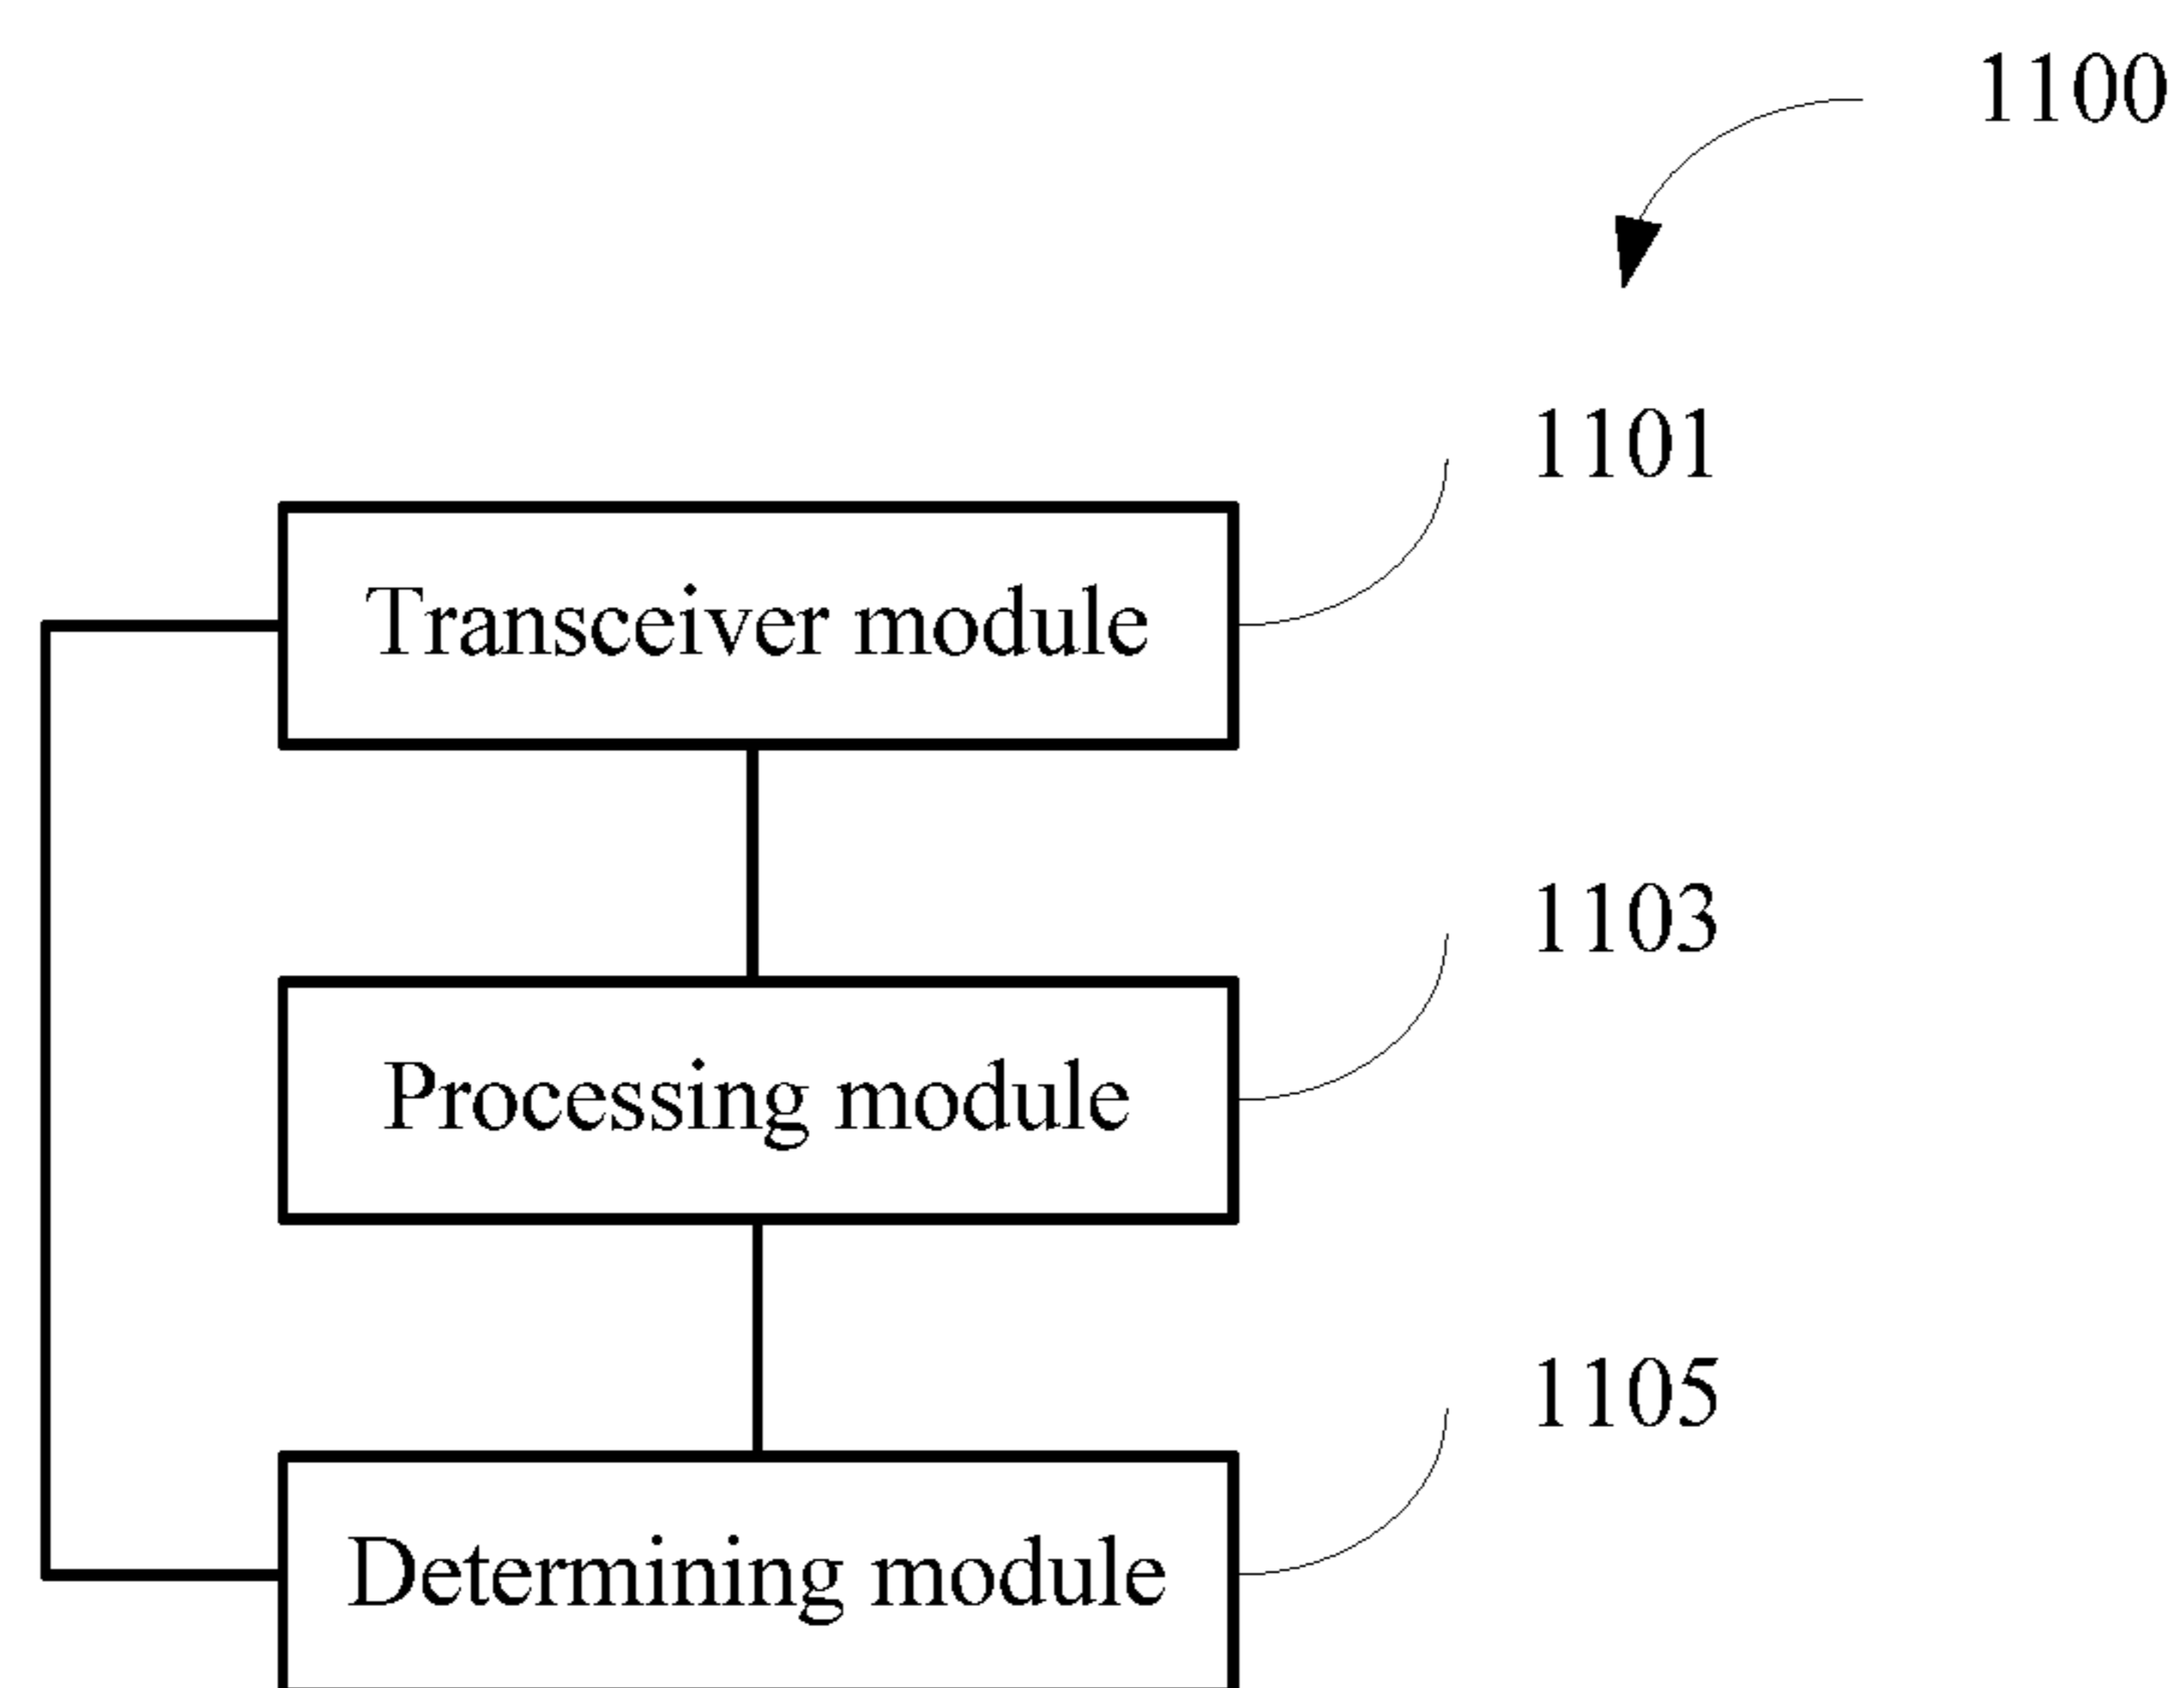 1100
1101
Transceiver module
1103
Processing module
1105
Determining module